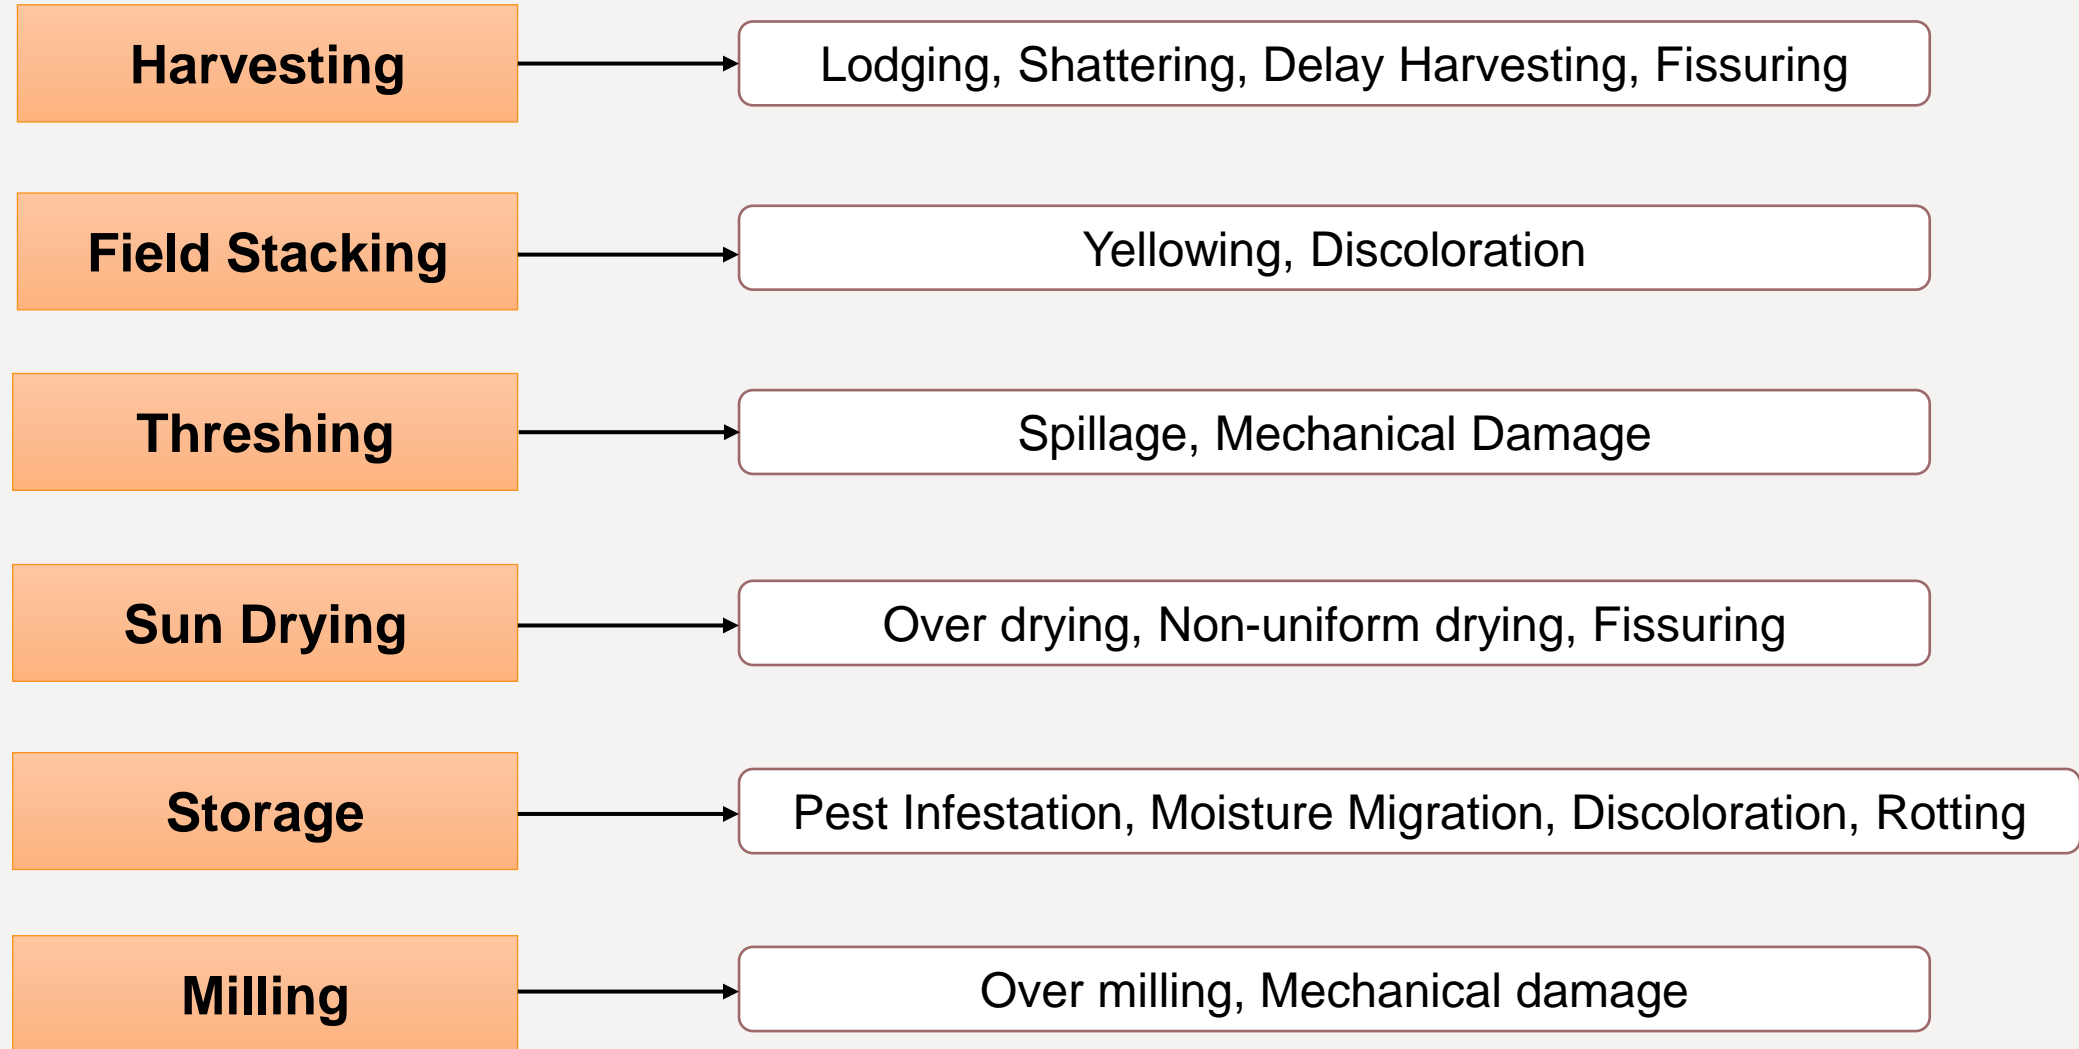 Harvesting
Lodging, Shattering, Delay Harvesting, Fissuring
Field Stacking
Yellowing, Discoloration
Threshing
Spillage, Mechanical Damage
Sun Drying
Over drying, Non-uniform drying, Fissuring
Storage
Pest Infestation, Moisture Migration, Discoloration, Rotting
Milling
Over milling, Mechanical damage